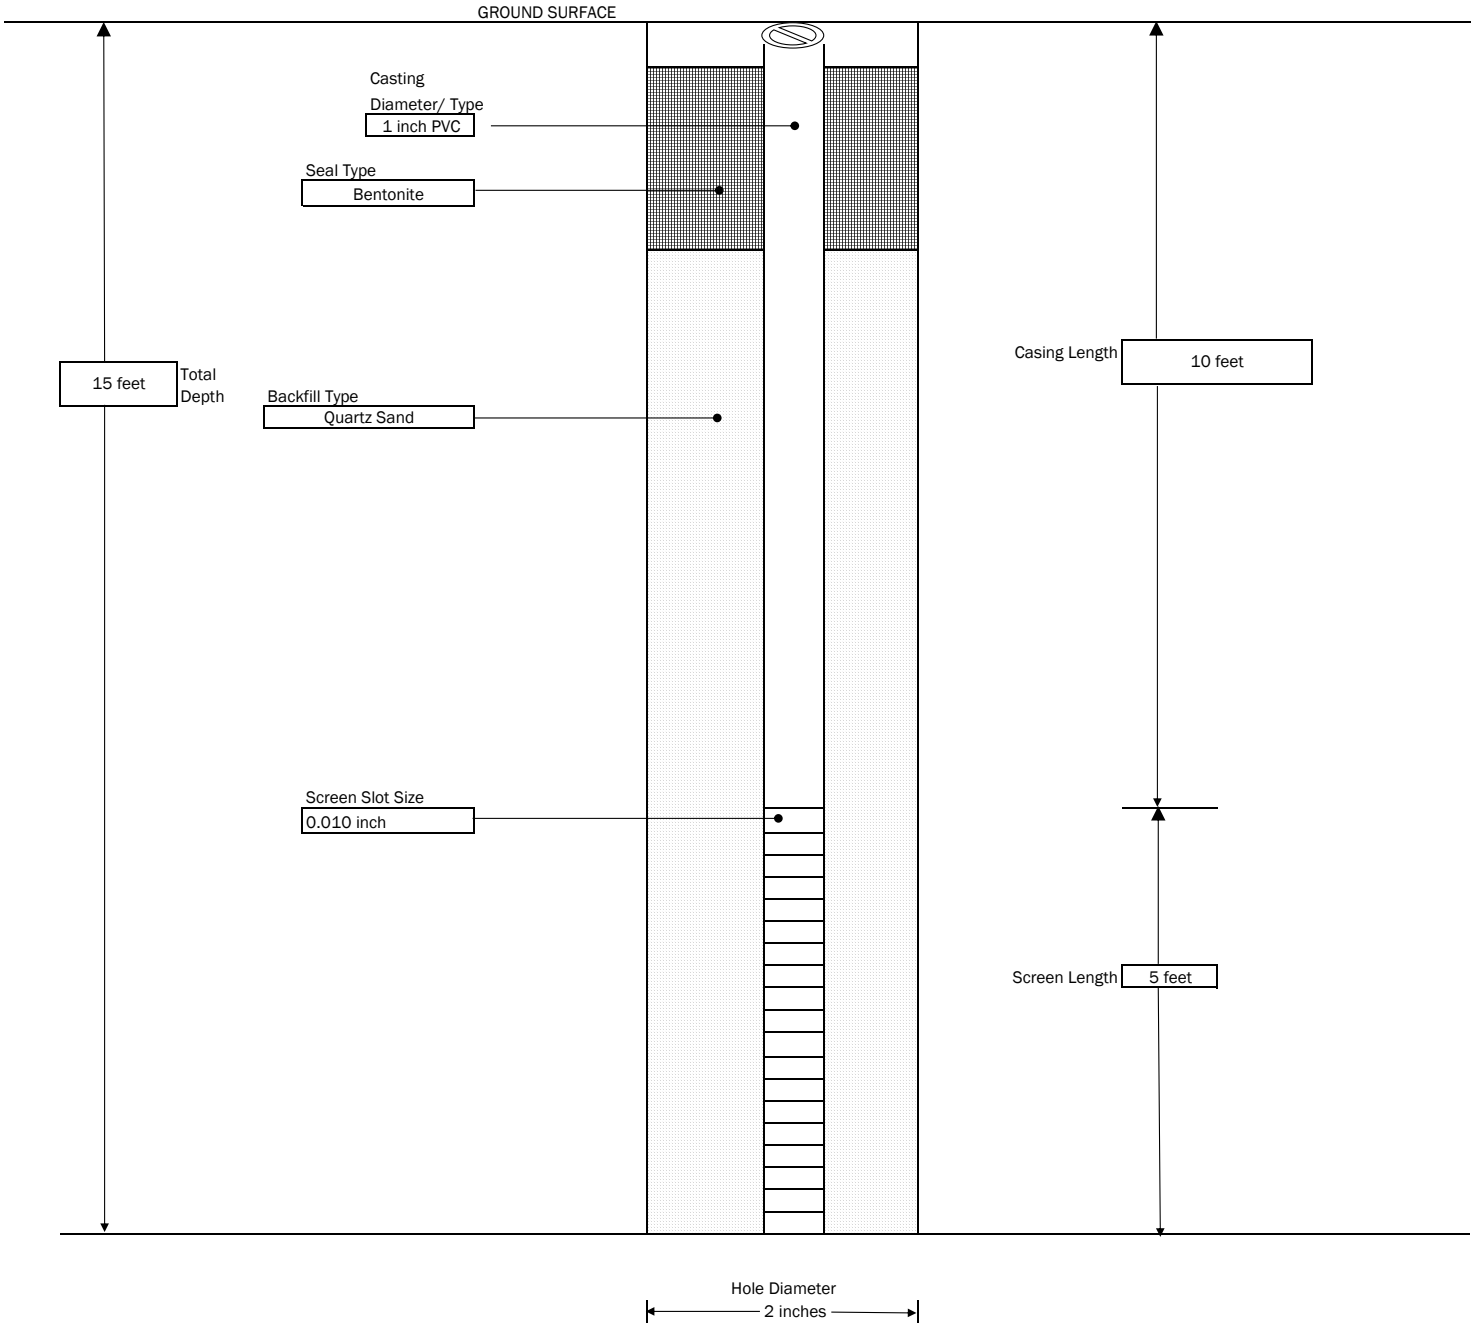 GROUND SURFACE
Casting
Diameter/ Type
1 inch PVC
Seal Type
Bentonite
Casing Length
10 feet
15 feet
Total
Depth
Backfill Type
Quartz Sand
Screen Slot Size
0.010 inch
Screen Length
5 feet
Hole Diameter
2 inches